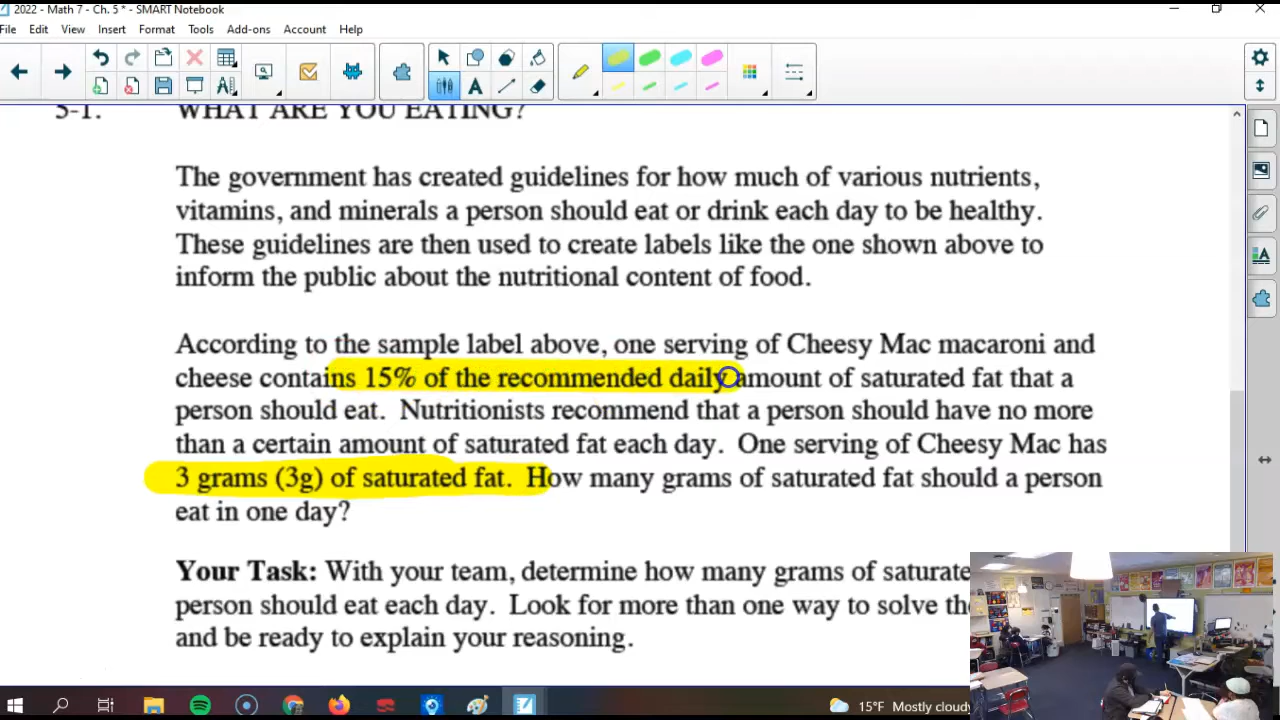 2022 - Math 7 - Ch. 5 * - SMART Notebook
File Edit View Insert Format Tools Add-ons Account Help
5-1. WHAT ARE YOU EATING?
The government has created guidelines for how much of various nutrients,
vitamins, and minerals a person should eat or drink each day to be healthy.
These guidelines are then used to create labels like the one shown above to
inform the public about the nutritional content of food.
According to the sample label above, one serving of Cheesy Mac macaroni and
cheese contains 15% of the recommended daily amount of saturated fat that a
person should eat. Nutritionists recommend that a person should have no more
than a certain amount of saturated fat each day. One serving of Cheesy Mac has
3 grams (3g) of saturated fat. How many grams of saturated fat should a person
eat in one day?
Your Task: With your team, determine how many grams of saturate
person should eat each day. Look for more than one way to solve th
and be ready to explain your reasoning.
15°F Mostly cloudy